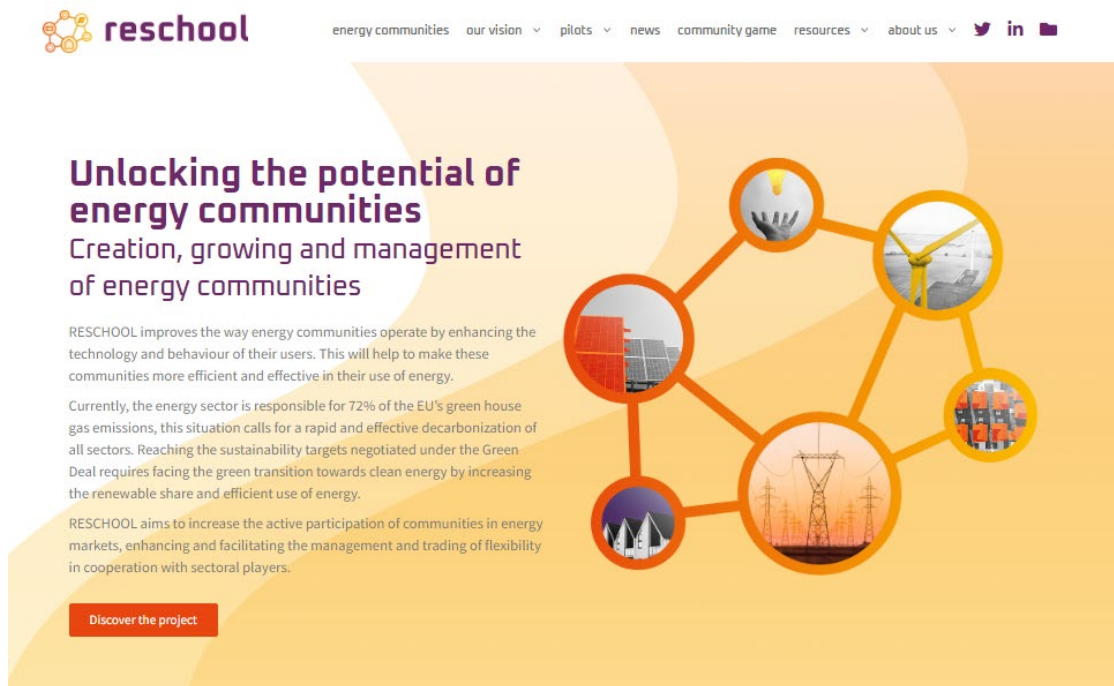 reschool
energy communities our vision pilots news community game resources about us
Unlocking the potential of
energy communities
Creation, growing and management
of energy communities
RESCHOOL improves the way energy communities operate by enhancing the
technology and behaviour of their users. This will help to make these
communities more efficient and effective in their use of energy.
Currently, the energy sector is responsible for 72% of the EU's green house
gas emissions, this situation calls for a rapid and effective decarbonization of
all sectors. Reaching the sustainability targets negotiated under the Green
Deal requires facing the green transition towards clean energy by increasing
the renewable share and efficient use of energy.
RESCHOOL aims to increase the active participation of communities in energy
markets, enhancing and facilitating the management and trading of flexibility
in cooperation with sectoral players.
Discover the project